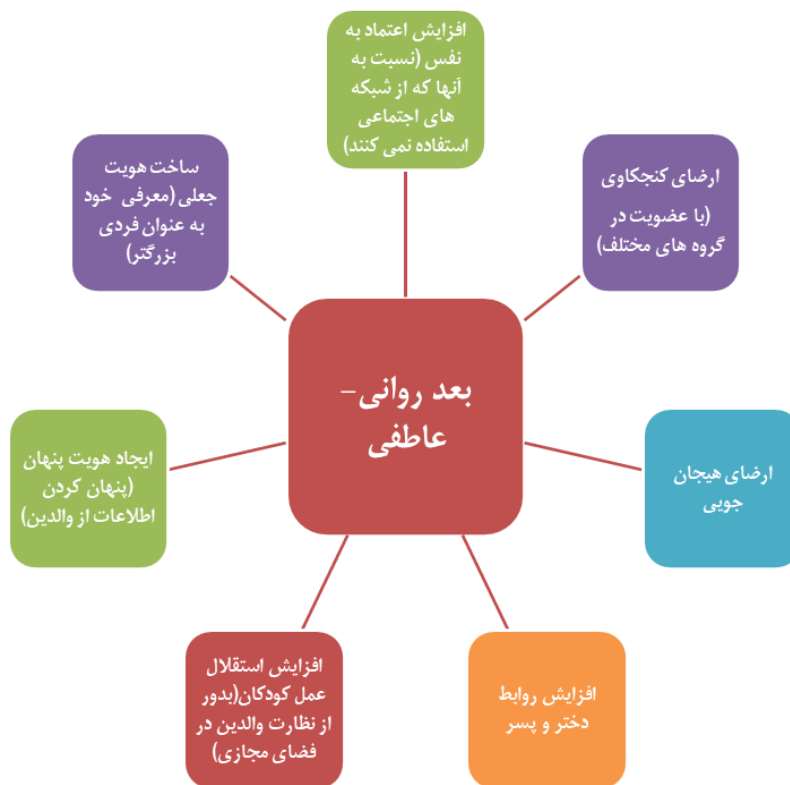 افزایش اعتماد به
نفس (نسبت به
آنها که از شبکه
های اجتماعی
استفاده نمی کنند)
ارضای کنجکاوی
(با عضویت در
گروه های مختلف)
ارضای هیجان
جویی
افزایش روابط
دختر و پسر
افزایش استقلال
عمل کودکان(بدور
از نظارت والدین در
فضای مجازی)
ایجاد هویت پنهان
(پنهان کردن
اطلاعات از والدین)
ساخت هویت
جعلی (معرفی خود
به عنوان فردی
بزرگتر)
بعد روانی-
عاطفی